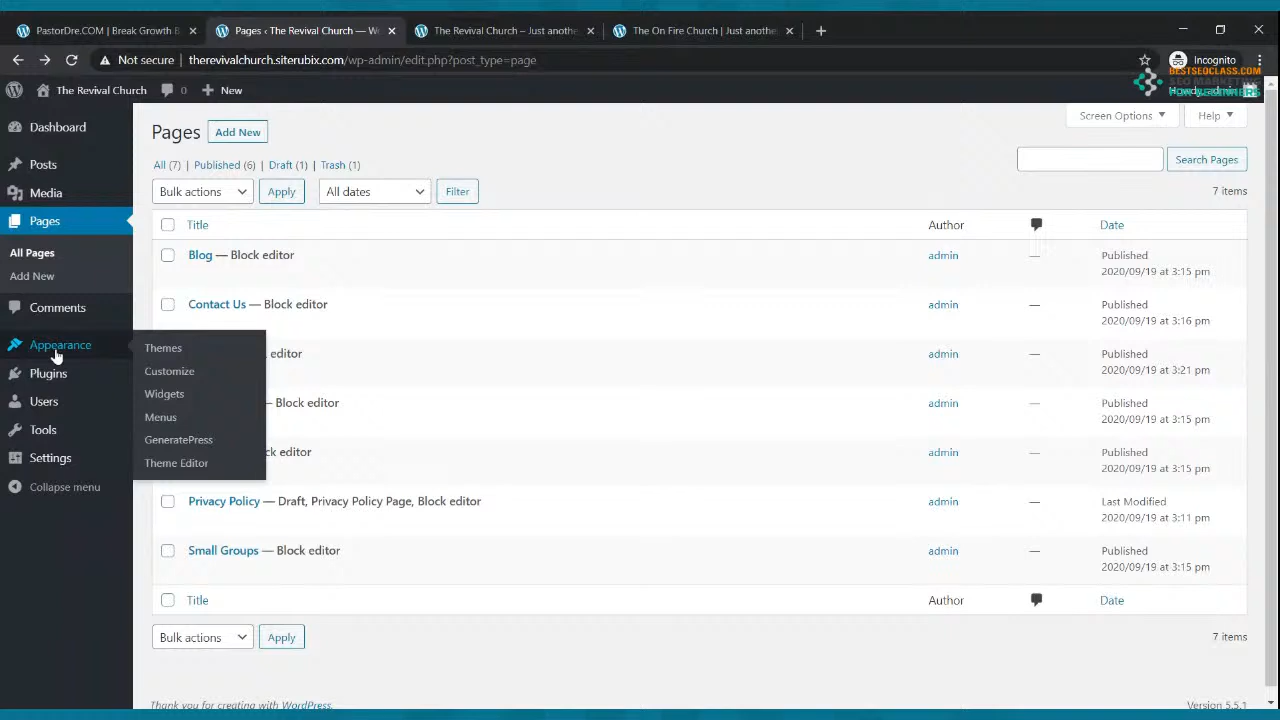 PastorDre.COM | Break Growth B
Pages ‹ The Revival Church — W
The Revival Church – Just anothe
The On Fire Church | Just anothe
Not secure
therevivalchurch.siterubix.com/wp-admin/edit.php?post_type=page
Incognito
BESTSEOCLASS.COM
SEO MARKETING
FOR BEGINNERS
The Revival Church 0 New
Howdy, admin
Dashboard
Posts
Media
Pages
All Pages
Add New
Comments
Appearance
Plugins
Users
Tools
Settings
Collapse menu
Themes
Customize
Widgets
Menus
GeneratePress
Theme Editor
Screen Options
Help
Pages Add New
All (7) | Published (6) | Draft (1) | Trash (1)
Search Pages
Bulk actions Apply All dates Filter
7 items
Title Author Date
Blog — Block editor admin — Published
2020/09/19 at 3:15 pm
Contact Us — Block editor admin — Published
2020/09/19 at 3:16 pm
editor admin — Published
2020/09/19 at 3:21 pm
— Block editor admin — Published
2020/09/19 at 3:15 pm
ck editor admin — Published
2020/09/19 at 3:15 pm
Privacy Policy — Draft, Privacy Policy Page, Block editor admin — Last Modified
2020/09/19 at 3:11 pm
Small Groups — Block editor admin — Published
2020/09/19 at 3:15 pm
Title Author Date
Bulk actions Apply
7 items
Thank you for creating with WordPress.
Version 5.5.1